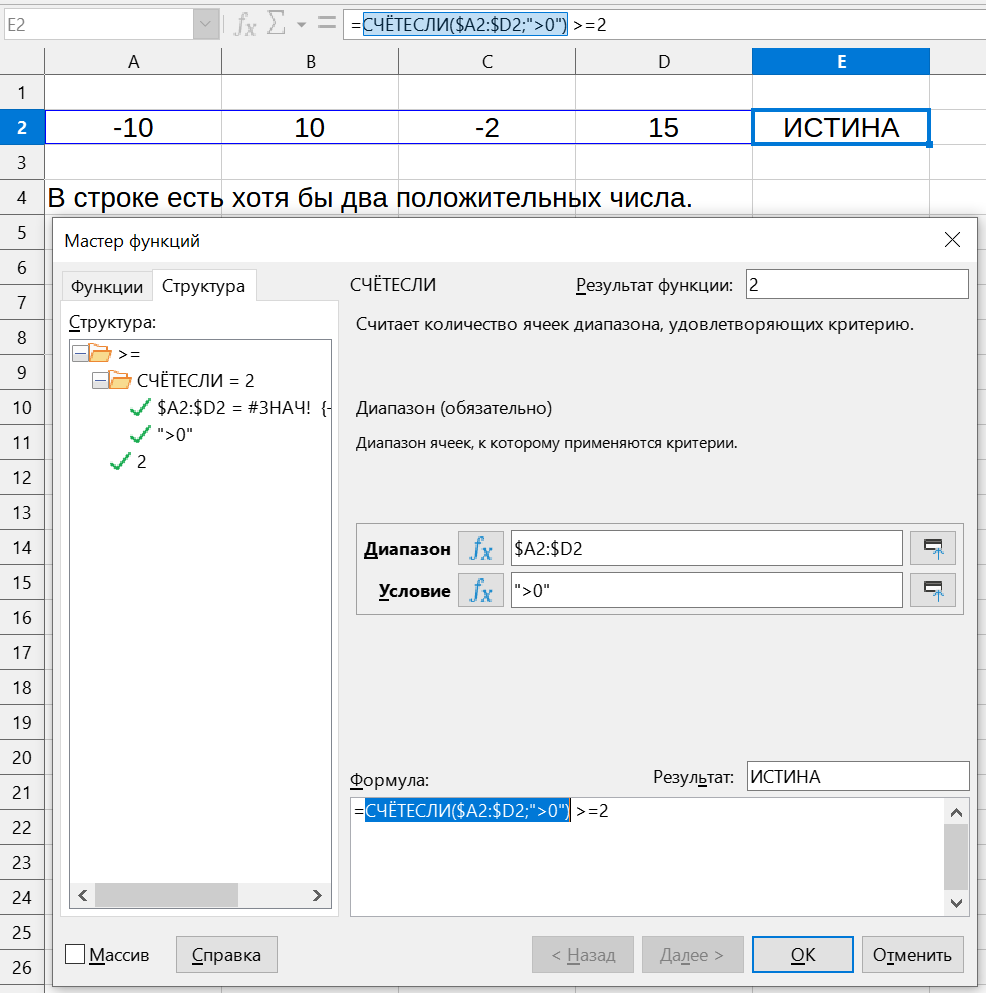 E2 fx Σ = =СЧЁТЕСЛИ($A2:$D2;">0") >=2
A B C D E
1
2 -10 10 -2 15 ИСТИНА
3
4 В строке есть хотя бы два положительных числа.
5 Мастер функций
6 Функции Структура СЧЁТЕСЛИ Результат функции: 2
7 Структура: Считает количество ячеек диапазона, удовлетворяющих критерию.
8 >=
9 СЧЁТЕСЛИ = 2
10 $A2:$D2 = #ЗНАЧ! {- Диапазон (обязательно)
11 ">0" Диапазон ячеек, к которому применяются критерии.
12 2
13
14 Диапазон fx $A2:$D2
15 Условие fx ">0"
16
17
18
19
20
21 Формула: Результат: ИСТИНА
22 =СЧЁТЕСЛИ($A2:$D2;">0") >=2
23
24
25
26 Массив Справка < Назад Далее > ОК Отменить